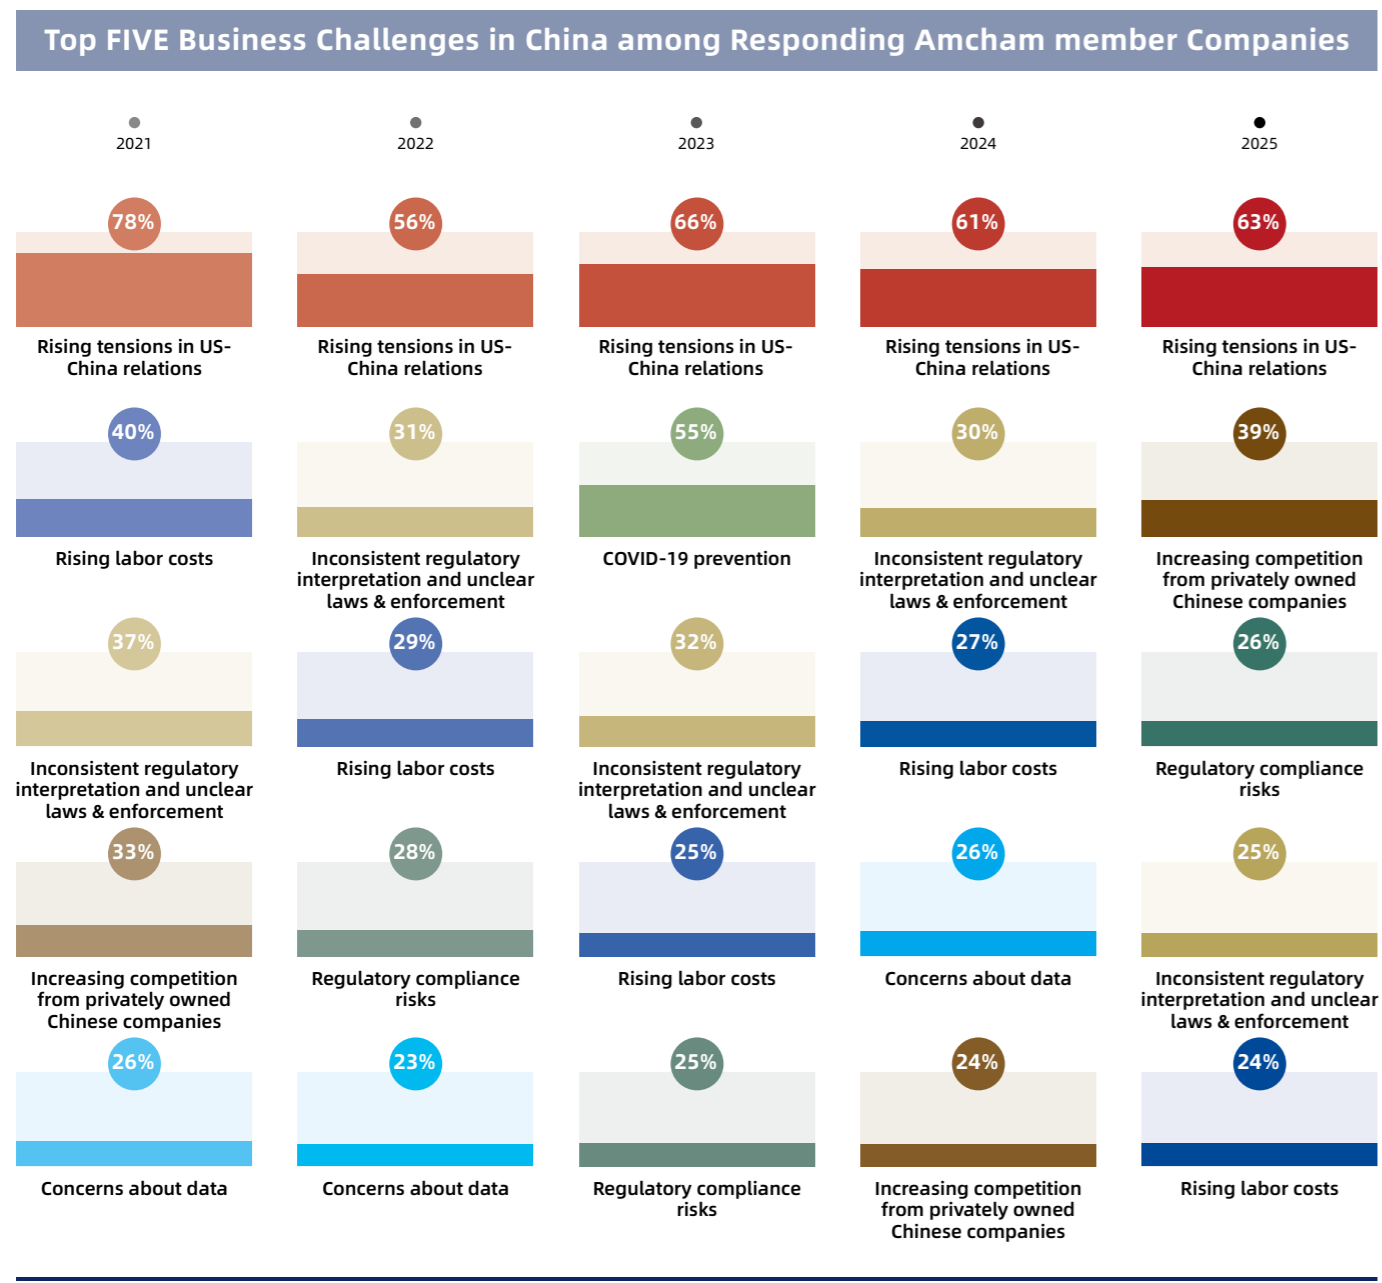 Top FIVE Business Challenges in China among Responding Amcham member Companies
2021
2022
2023
2024
2025
78%
56%
66%
61%
63%
Rising tensions in US-
China relations
Rising tensions in US-
China relations
Rising tensions in US-
China relations
Rising tensions in US-
China relations
Rising tensions in US-
China relations
40%
31%
55%
30%
39%
Rising labor costs
Inconsistent regulatory
interpretation and unclear
laws & enforcement
COVID-19 prevention
Inconsistent regulatory
interpretation and unclear
laws & enforcement
Increasing competition
from privately owned
Chinese companies
37%
29%
32%
27%
26%
Inconsistent regulatory
interpretation and unclear
laws & enforcement
Rising labor costs
Inconsistent regulatory
interpretation and unclear
laws & enforcement
Rising labor costs
Regulatory compliance
risks
33%
28%
25%
26%
25%
Increasing competition
from privately owned
Chinese companies
Regulatory compliance
risks
Rising labor costs
Concerns about data
Inconsistent regulatory
interpretation and unclear
laws & enforcement
26%
23%
25%
24%
24%
Concerns about data
Concerns about data
Regulatory compliance
risks
Increasing competition
from privately owned
Chinese companies
Rising labor costs